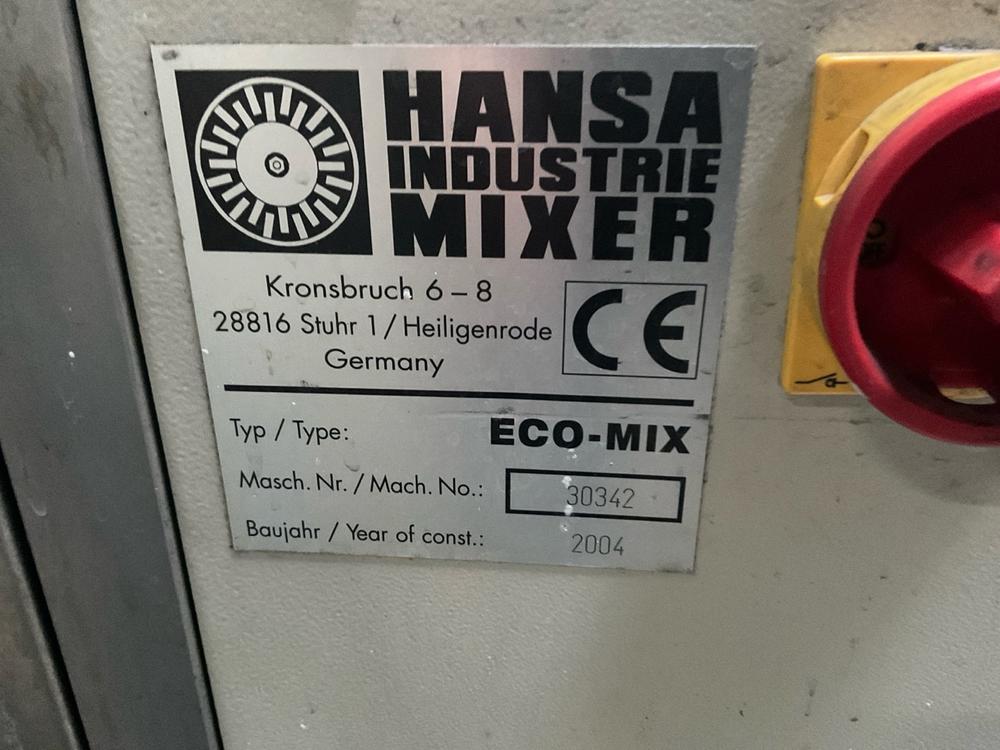 HANSA
INDUSTRIE
MIXER
Kronsbruch 6 – 8
28816 Stuhr 1 / Heiligenrode
Germany
CE
Typ / Type: ECO-MIX
Masch. Nr. / Mach. No.: 30342
Baujahr / Year of const.: 2004